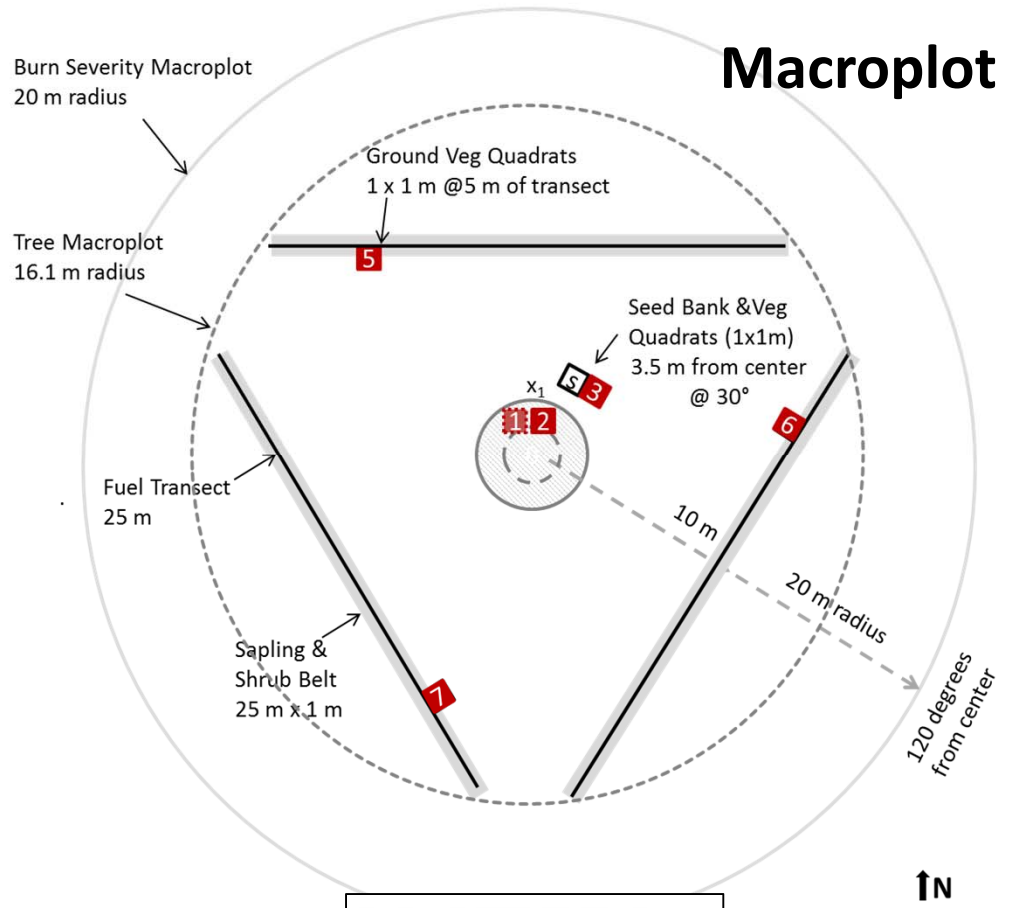 Macroplot
Burn Severity Macroplot
20 m radius
Ground Veg Quadrats
1 x 1 m @5 m of transect
Tree Macroplot
16.1 m radius
5
Seed Bank &Veg
Quadrats (1x1m)
3.5 m from center
@ 30°
S 3
x1
1 2
6
Fuel Transect
25 m
10 m
20 m radius
Sapling &
Shrub Belt
25 m x 1 m
7
120 degrees
from center
N